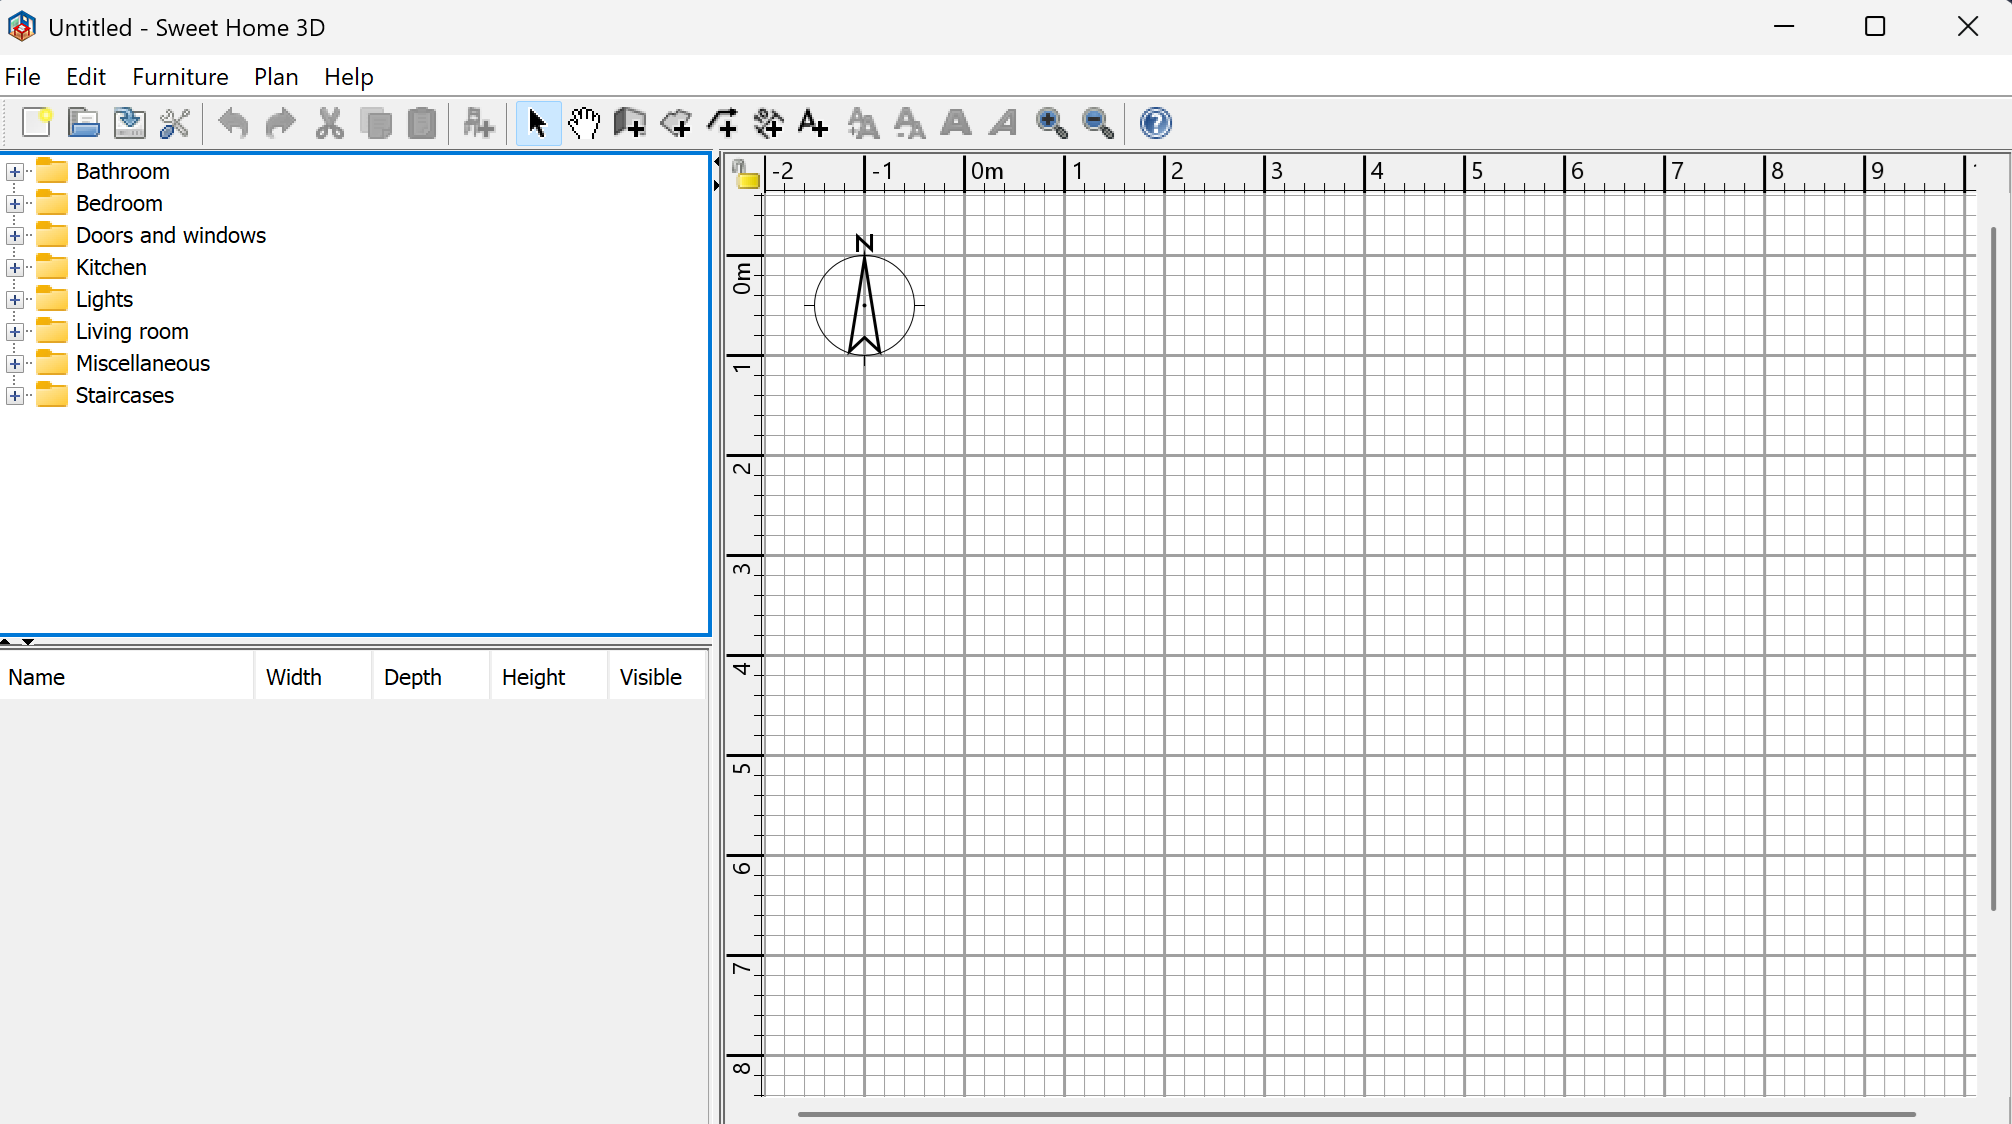 Untitled - Sweet Home 3D
File Edit Furniture Plan Help
Bathroom
Bedroom
Doors and windows
Kitchen
Lights
Living room
Miscellaneous
Staircases
Name Width Depth Height Visible
-2 -1 0m 1 2 3 4 5 6 7 8 9
N
0m
1
2
3
4
5
6
7
8